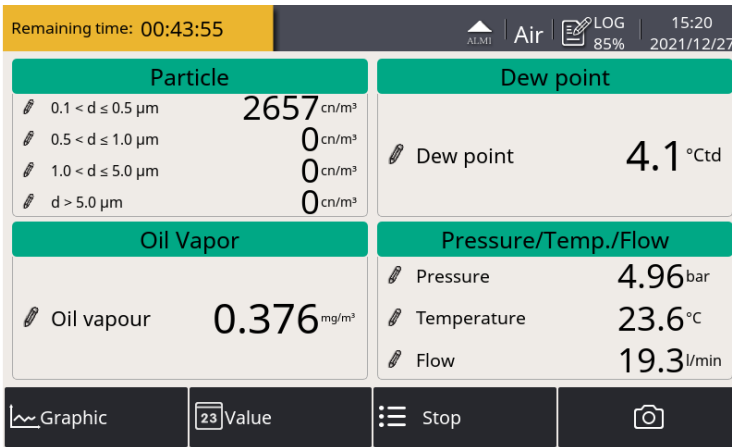 Remaining time: 00:43:55
ALMI
Air
LOG
85%
15:20
2021/12/27
Particle
0.1 < d ≤ 0.5 µm 2657 cn/m³
0.5 < d ≤ 1.0 µm 0 cn/m³
1.0 < d ≤ 5.0 µm 0 cn/m³
d > 5.0 µm 0 cn/m³
Dew point
Dew point 4.1 °Ctd
Oil Vapor
Oil vapour 0.376 mg/m³
Pressure/Temp./Flow
Pressure 4.96 bar
Temperature 23.6 °C
Flow 19.3 l/min
Graphic
23 Value
Stop